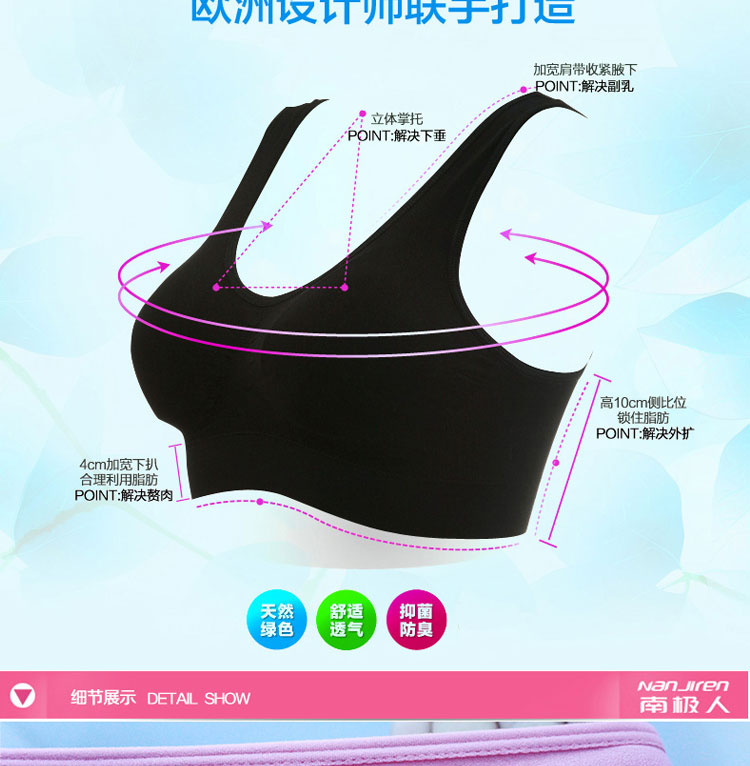 欧洲设计师联手打造
加宽肩带收紧腋下
POINT:解决副乳
立体掌托
POINT:解决下垂
高10cm侧比位
锁住脂肪
POINT:解决外扩
4cm加宽下扒
合理利用脂肪
POINT:解决赘肉
天然
绿色
舒适
透气
抑菌
防臭
细节展示 DETAIL SHOW
NanJiren
南极人